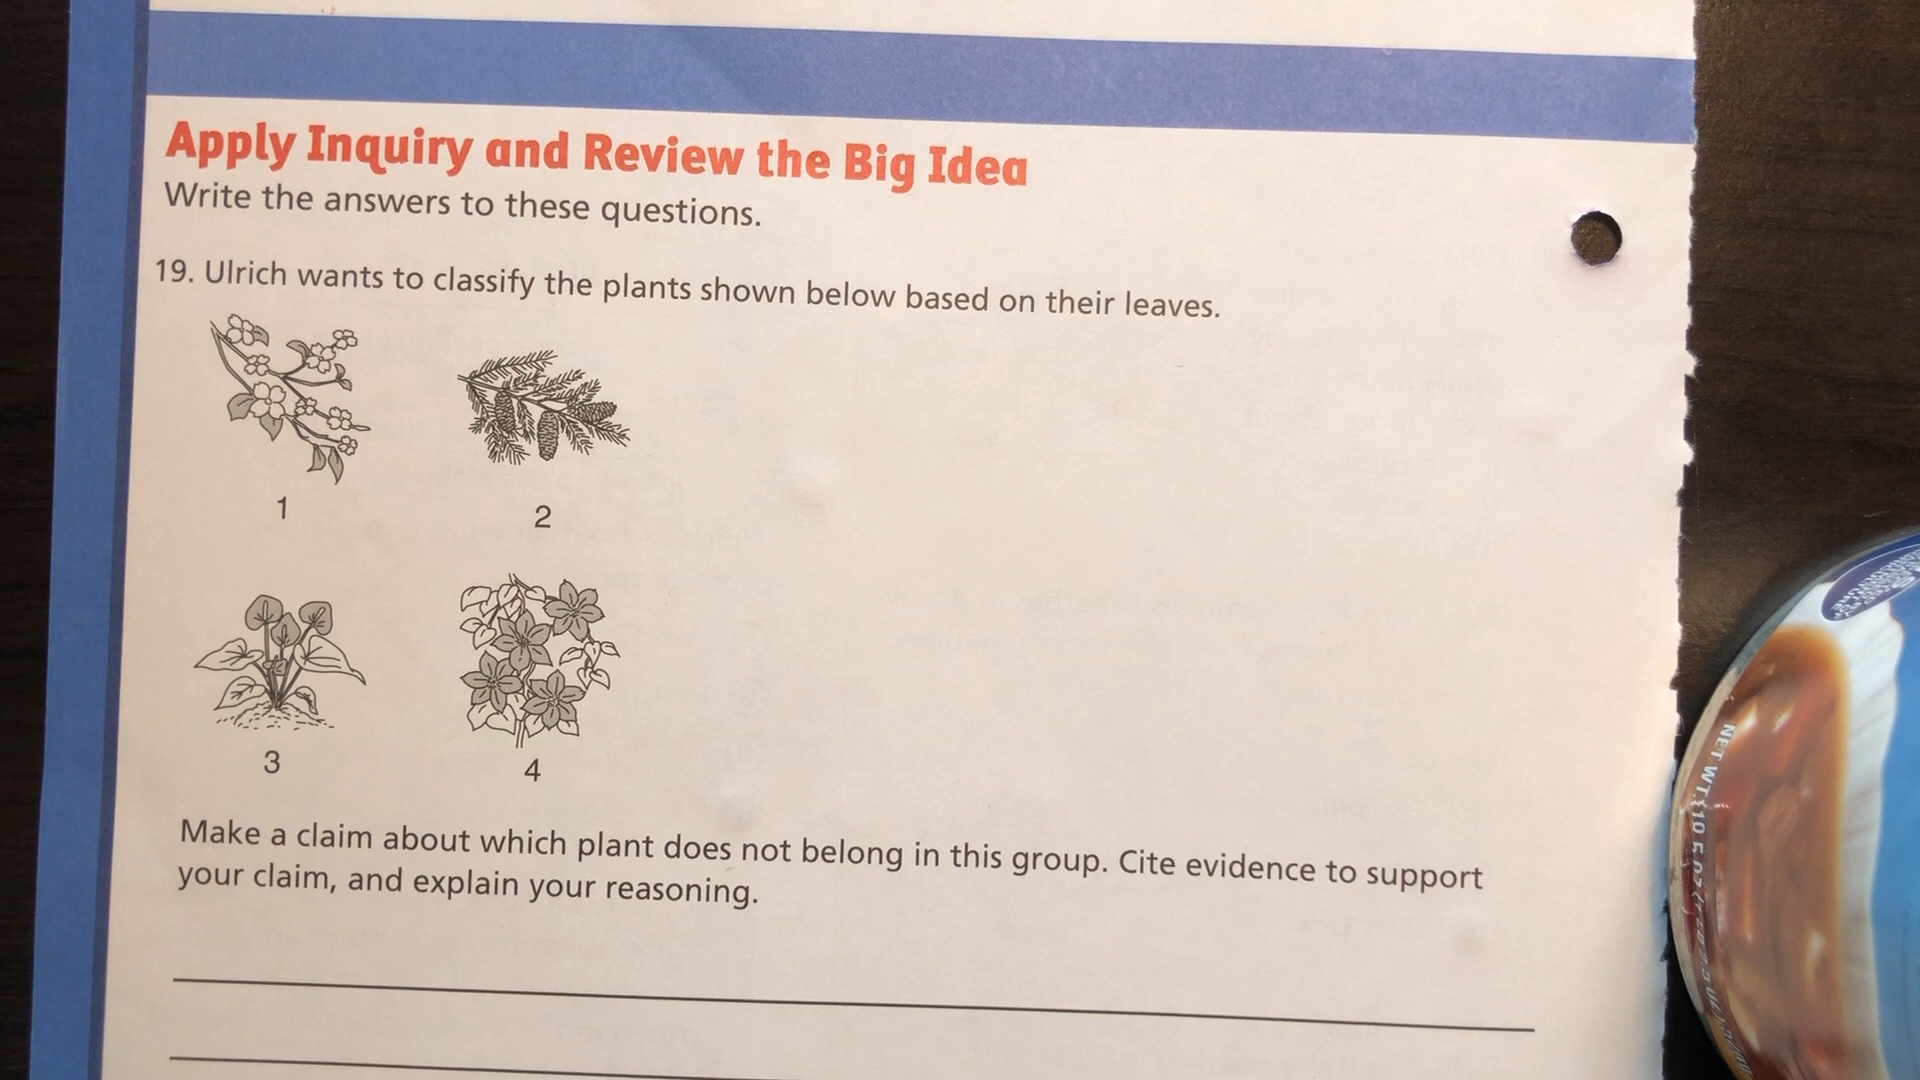 Apply Inquiry and Review the Big Idea
Write the answers to these questions.
19. Ulrich wants to classify the plants shown below based on their leaves.
1
2
3
4
Make a claim about which plant does not belong in this group. Cite evidence to support
your claim, and explain your reasoning.
NET WT.